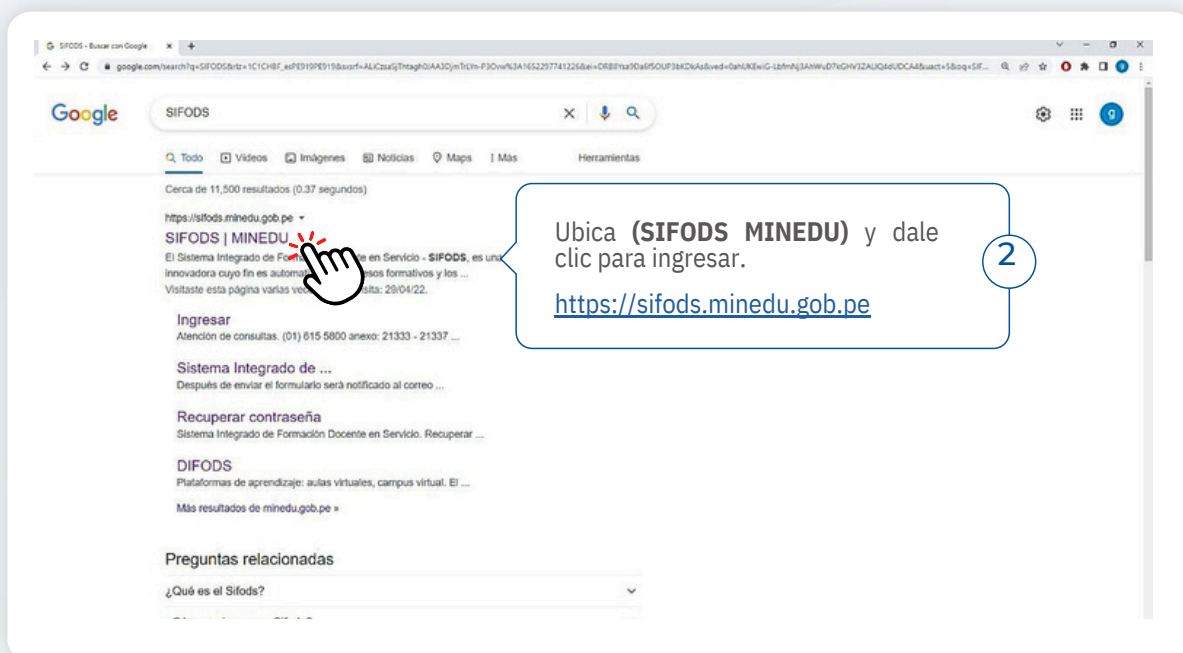 SIFODS - Buscar con Google
Google
SIFODS
Todo Vídeos Imágenes Noticias Maps Más Herramientas
Cerca de 11,500 resultados (0.37 segundos)
https://sifods.minedu.gob.pe
SIFODS | MINEDU
El Sistema Integrado de en Servicio - SIFODS, es una
innovadora cuyo fin es esos formativos y los ...
Visitaste esta página varias 29/04/22.
Ingresar
Atención de consultas. (01) 615 5800 anexo: 21333 - 21337 ...
Sistema Integrado de ...
Después de enviar el formulario será notificado al correo ...
Recuperar contraseña
Sistema Integrado de Formación Docente en Servicio. Recuperar ...
DIFODS
Plataformas de aprendizaje: aulas virtuales, campus virtual. El ...
Más resultados de minedu.gob.pe »
Preguntas relacionadas
¿Qué es el Sifods?
Ubica (SIFODS MINEDU) y dale
clic para ingresar.
https://sifods.minedu.gob.pe
2